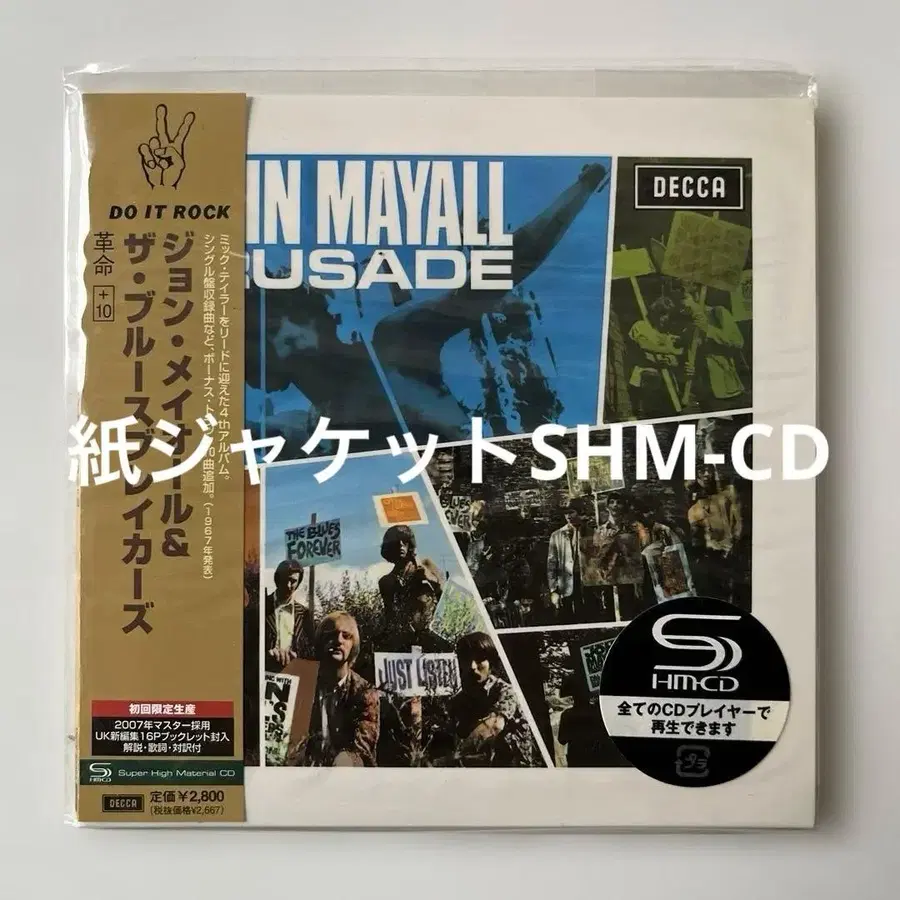 DO IT ROCK
ジョン・メイオール&
ザ・ブルースブレイカーズ
革命 +10
ミック・テイラーをリードに迎えた4thアルバム。
シングル盤収録曲など、ボーナス・ト 0曲追加。(1967年発表)
初回限定生産
2007年マスター採用
UK新編集16Pブックレット封入
解説・歌詞・対訳付
SHM-CD Super High Material CD
DECCA 定価¥2,800
(税抜価格¥2,667)
IN MAYALL
RUSADE
DECCA
紙ジャケットSHM-CD
THE BLUES
FOREVER
BLUES
EVER
JUST LISTEN
ING WITH
HM-CD
全てのCDプレイヤーで
再生できます